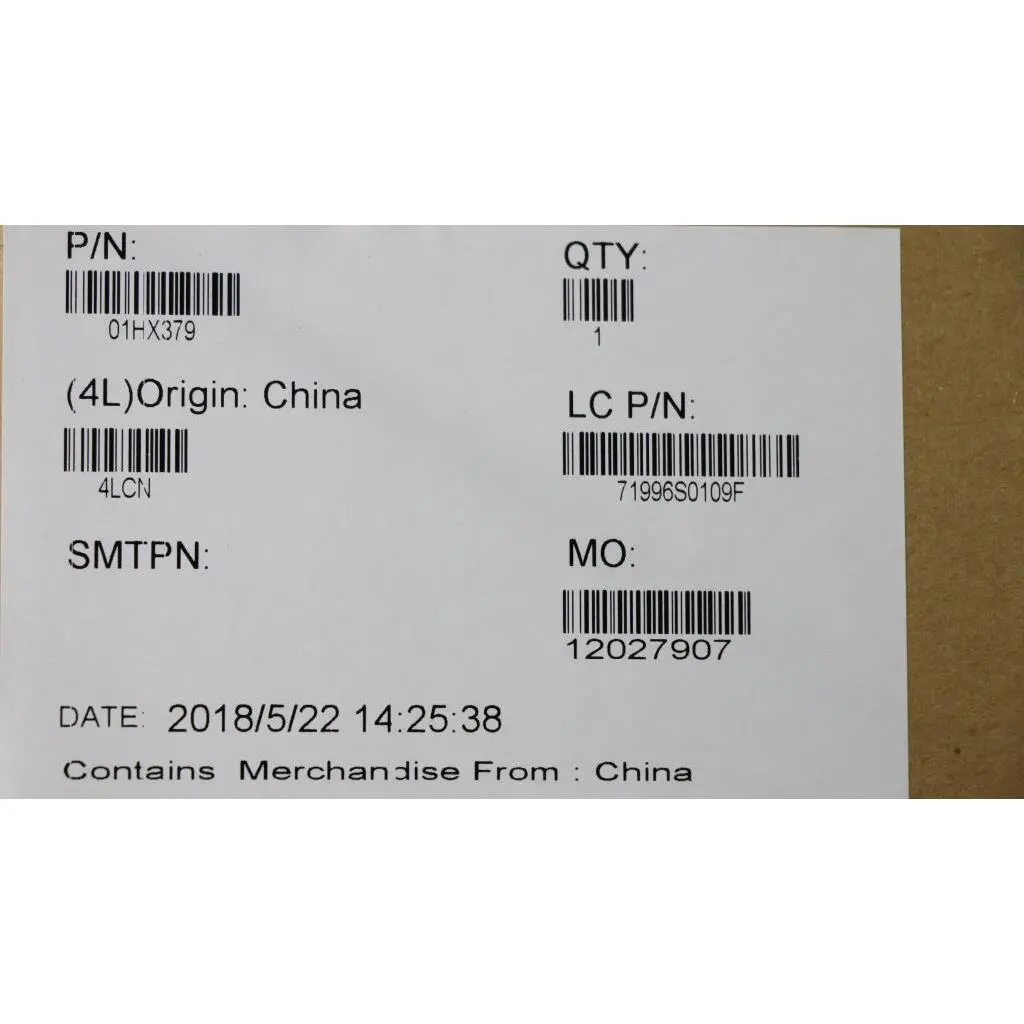 P/N:
01HX379
QTY:
1
(4L)Origin: China
4LCN
LC P/N:
71996S0109F
SMTPN:
MO:
12027907
DATE: 2018/5/22 14:25:38
Contains Merchandise From : China